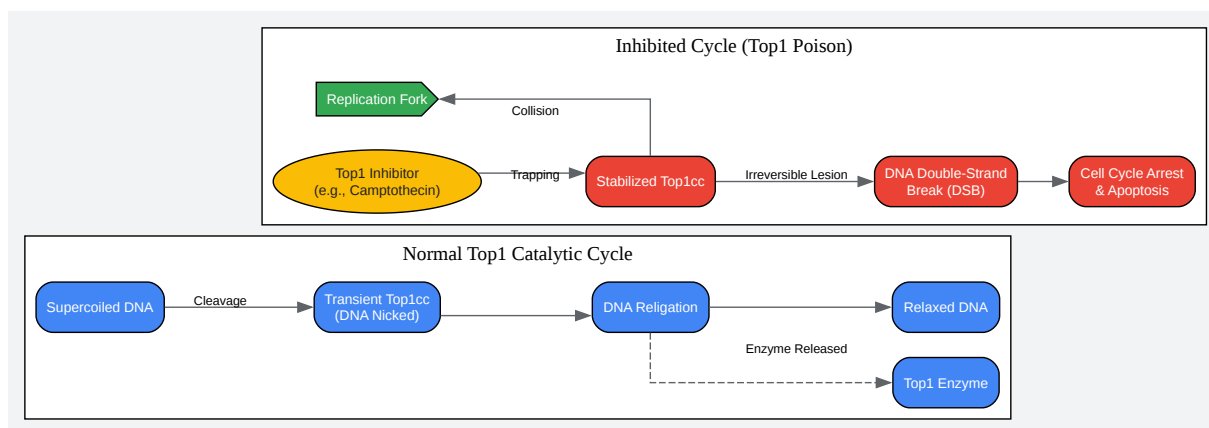 Inhibited Cycle (Top1 Poison)
Replication Fork
Collision
Top1 Inhibitor
(e.g., Camptothecin)
Trapping
Stabilized Top1cc
Irreversible Lesion
DNA Double-Strand
Break (DSB)
Cell Cycle Arrest
& Apoptosis
Normal Top1 Catalytic Cycle
Supercoiled DNA
Cleavage
Transient Top1cc
(DNA Nicked)
DNA Religation
Relaxed DNA
Enzyme Released
Top1 Enzyme